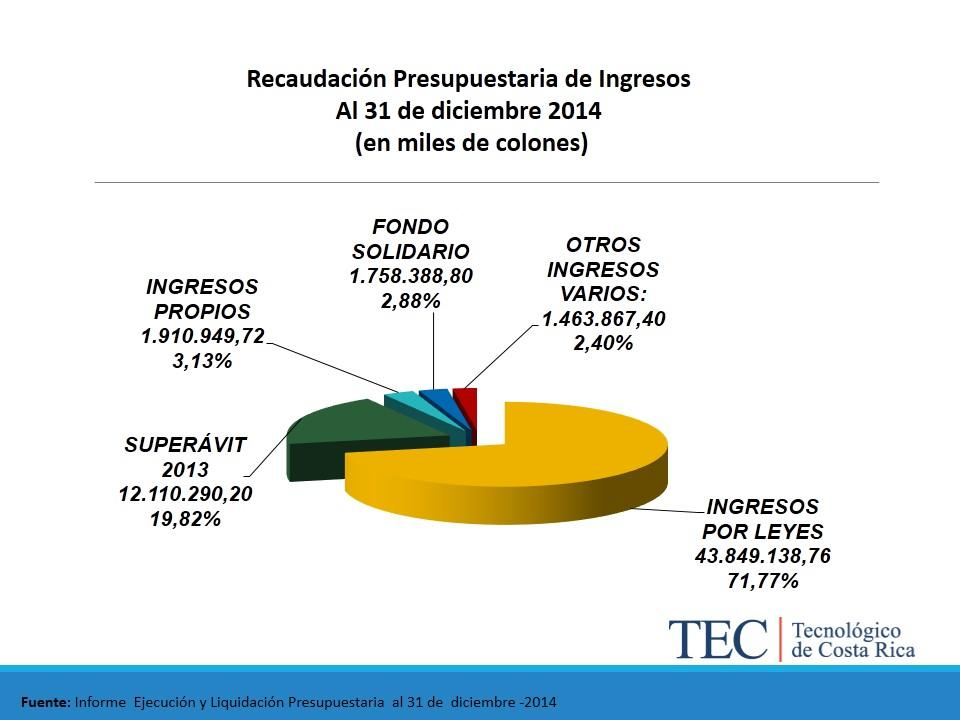 Recaudación Presupuestaria de Ingresos
Al 31 de diciembre 2014
(en miles de colones)
FONDO
SOLIDARIO
1.758.388,80
2,88%
OTROS
INGRESOS
VARIOS:
1.463.867,40
2,40%
INGRESOS
PROPIOS
1.910.949,72
3,13%
SUPERÁVIT
2013
12.110.290,20
19,82%
INGRESOS
POR LEYES
43.849.138,76
71,77%
TEC
Tecnológico
de Costa Rica
Fuente: Informe Ejecución y Liquidación Presupuestaria al 31 de diciembre -2014